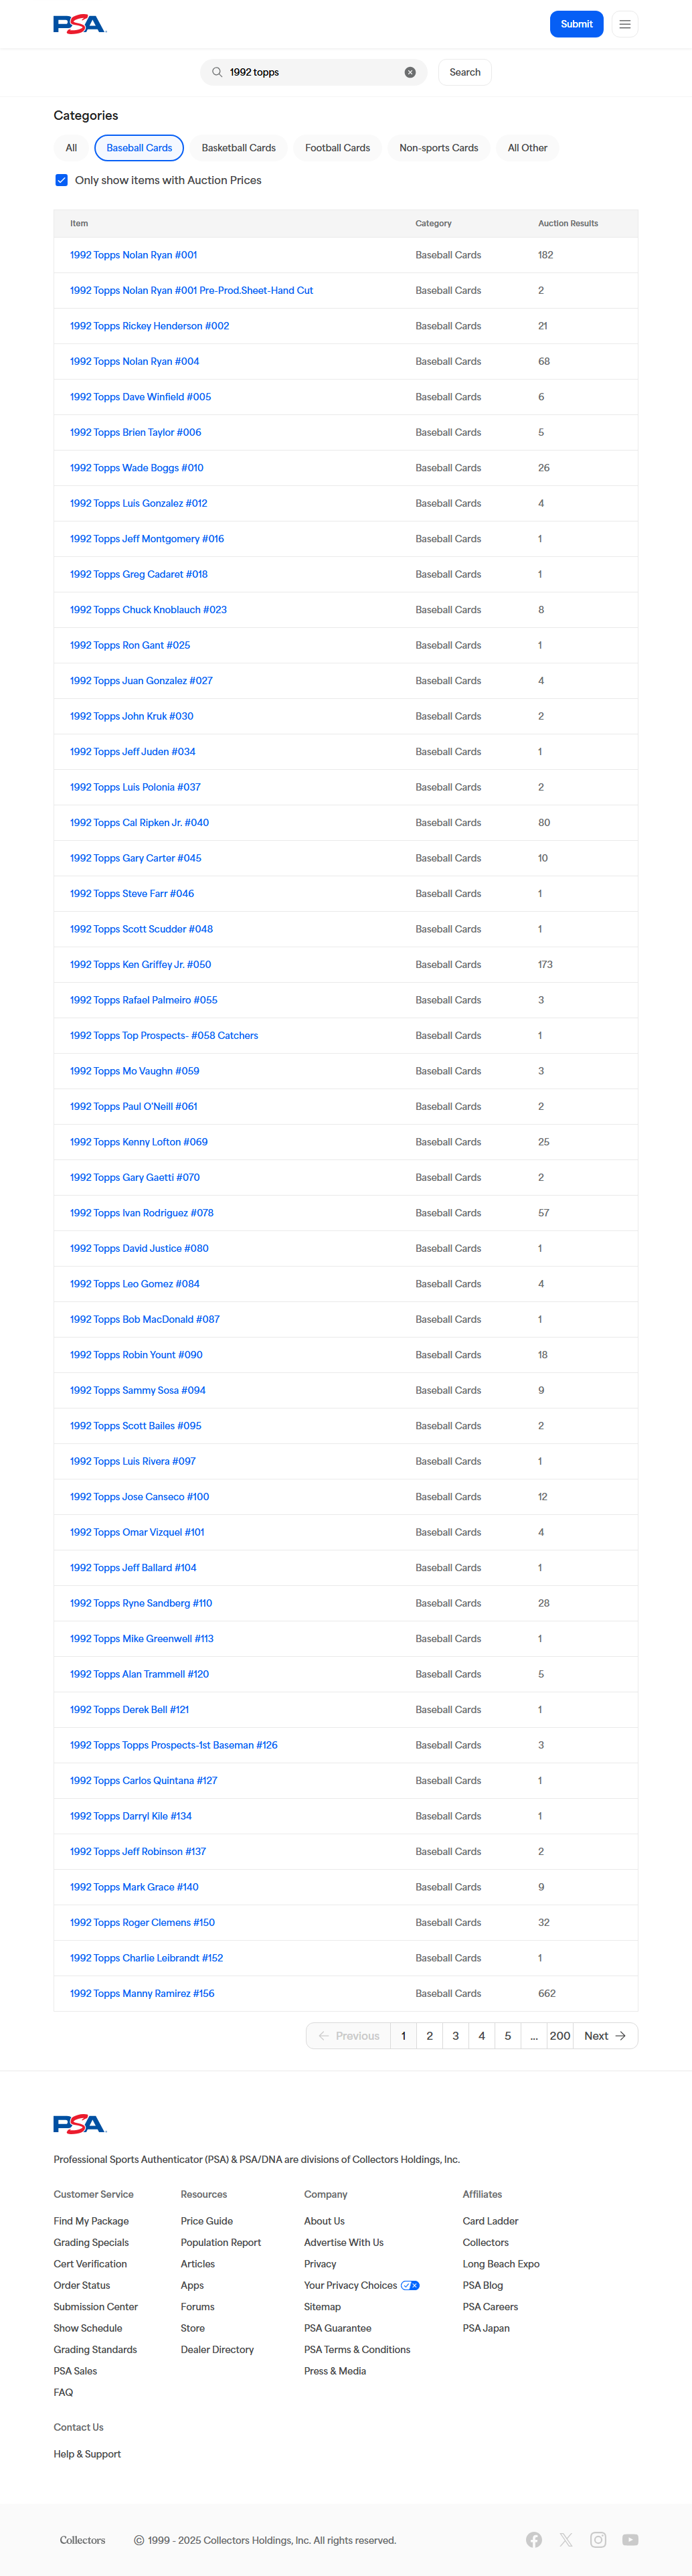 PSA
Submit
1992 topps
Search
Categories
All Baseball Cards Basketball Cards Football Cards Non-sports Cards All Other
Only show items with Auction Prices
Item Category Auction Results
1992 Topps Nolan Ryan #001 Baseball Cards 182
1992 Topps Nolan Ryan #001 Pre-Prod.Sheet-Hand Cut Baseball Cards 2
1992 Topps Rickey Henderson #002 Baseball Cards 21
1992 Topps Nolan Ryan #004 Baseball Cards 68
1992 Topps Dave Winfield #005 Baseball Cards 6
1992 Topps Brien Taylor #006 Baseball Cards 5
1992 Topps Wade Boggs #010 Baseball Cards 26
1992 Topps Luis Gonzalez #012 Baseball Cards 4
1992 Topps Jeff Montgomery #016 Baseball Cards 1
1992 Topps Greg Cadaret #018 Baseball Cards 1
1992 Topps Chuck Knoblauch #023 Baseball Cards 8
1992 Topps Ron Gant #025 Baseball Cards 1
1992 Topps Juan Gonzalez #027 Baseball Cards 4
1992 Topps John Kruk #030 Baseball Cards 2
1992 Topps Jeff Juden #034 Baseball Cards 1
1992 Topps Luis Polonia #037 Baseball Cards 2
1992 Topps Cal Ripken Jr. #040 Baseball Cards 80
1992 Topps Gary Carter #045 Baseball Cards 10
1992 Topps Steve Farr #046 Baseball Cards 1
1992 Topps Scott Scudder #048 Baseball Cards 1
1992 Topps Ken Griffey Jr. #050 Baseball Cards 173
1992 Topps Rafael Palmeiro #055 Baseball Cards 3
1992 Topps Top Prospects- #058 Catchers Baseball Cards 1
1992 Topps Mo Vaughn #059 Baseball Cards 3
1992 Topps Paul O'Neill #061 Baseball Cards 2
1992 Topps Kenny Lofton #069 Baseball Cards 25
1992 Topps Gary Gaetti #070 Baseball Cards 2
1992 Topps Ivan Rodriguez #078 Baseball Cards 57
1992 Topps David Justice #080 Baseball Cards 1
1992 Topps Leo Gomez #084 Baseball Cards 4
1992 Topps Bob MacDonald #087 Baseball Cards 1
1992 Topps Robin Yount #090 Baseball Cards 18
1992 Topps Sammy Sosa #094 Baseball Cards 9
1992 Topps Scott Bailes #095 Baseball Cards 2
1992 Topps Luis Rivera #097 Baseball Cards 1
1992 Topps Jose Canseco #100 Baseball Cards 12
1992 Topps Omar Vizquel #101 Baseball Cards 4
1992 Topps Jeff Ballard #104 Baseball Cards 1
1992 Topps Ryne Sandberg #110 Baseball Cards 28
1992 Topps Mike Greenwell #113 Baseball Cards 1
1992 Topps Alan Trammell #120 Baseball Cards 5
1992 Topps Derek Bell #121 Baseball Cards 1
1992 Topps Topps Prospects-1st Baseman #126 Baseball Cards 3
1992 Topps Carlos Quintana #127 Baseball Cards 1
1992 Topps Darryl Kile #134 Baseball Cards 1
1992 Topps Jeff Robinson #137 Baseball Cards 2
1992 Topps Mark Grace #140 Baseball Cards 9
1992 Topps Roger Clemens #150 Baseball Cards 32
1992 Topps Charlie Leibrandt #152 Baseball Cards 1
1992 Topps Manny Ramirez #156 Baseball Cards 662
Previous 1 2 3 4 5 ... 200 Next
PSA
Professional Sports Authenticator (PSA) & PSA/DNA are divisions of Collectors Holdings, Inc.
Customer Service Resources Company Affiliates
Find My Package Price Guide About Us Card Ladder
Grading Specials Population Report Advertise With Us Collectors
Cert Verification Articles Privacy Long Beach Expo
Order Status Apps Your Privacy Choices PSA Blog
Submission Center Forums Sitemap PSA Careers
Show Schedule Store PSA Guarantee PSA Japan
Grading Standards Dealer Directory PSA Terms & Conditions
PSA Sales Press & Media
FAQ
Contact Us
Help & Support
Collectors © 1999 - 2025 Collectors Holdings, Inc. All rights reserved.